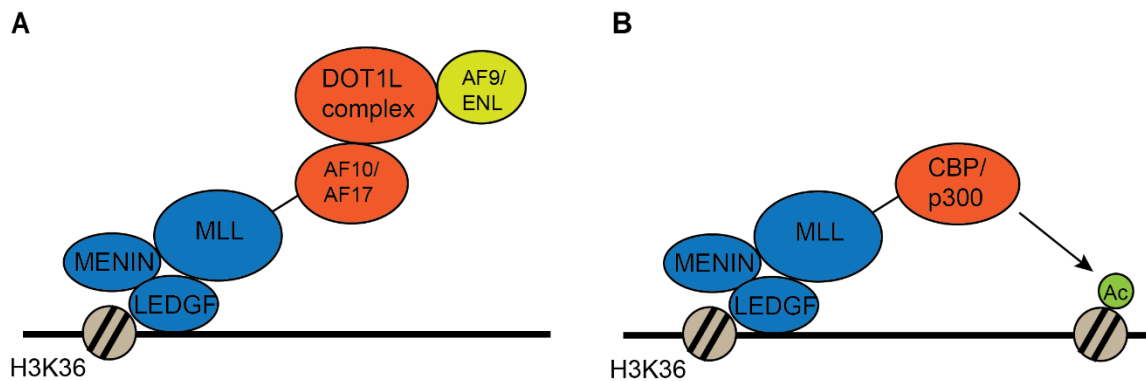 A
DOT1L
complex
AF9/
ENL
AF10/
AF17
MLL
MENIN
LEDGF
H3K36
B
CBP/
p300
MLL
MENIN
LEDGF
Ac
H3K36